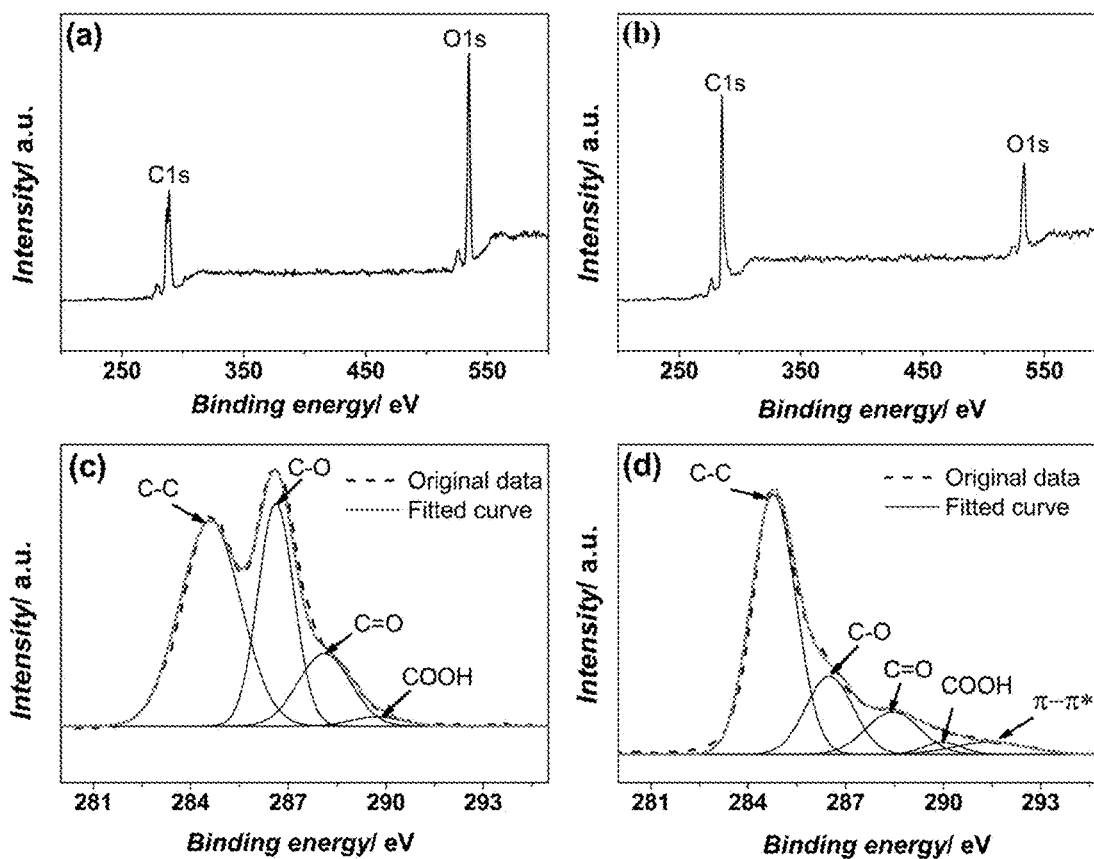 (a)
O1s
C1s
Intensity/ a.u.
250 350 450 550
Binding energy/ eV
(b)
C1s
O1s
Intensity/ a.u.
250 350 450 550
Binding energy/ eV
(c)
C-O
C-C
Original data
Fitted curve
C=O
COOH
Intensity/ a.u.
281 284 287 290 293
Binding energy/ eV
(d)
C-C
Original data
Fitted curve
C-O
C=O
COOH
π--π*
Intensity/ a.u.
281 284 287 290 293
Binding energy/ eV